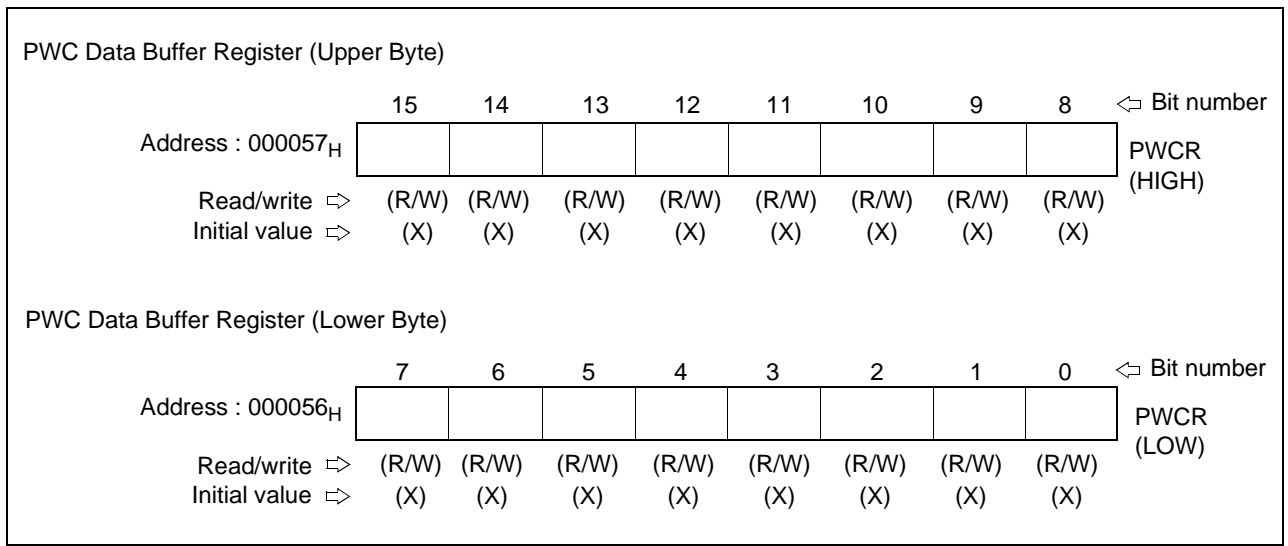 PWC Data Buffer Register (Upper Byte)
15 14 13 12 11 10 9 8 ⇦ Bit number
Address : 000057H PWCR
(HIGH)
Read/write ⇨ (R/W) (R/W) (R/W) (R/W) (R/W) (R/W) (R/W) (R/W)
Initial value ⇨ (X) (X) (X) (X) (X) (X) (X) (X)
PWC Data Buffer Register (Lower Byte)
7 6 5 4 3 2 1 0 ⇦ Bit number
Address : 000056H PWCR
(LOW)
Read/write ⇨ (R/W) (R/W) (R/W) (R/W) (R/W) (R/W) (R/W) (R/W)
Initial value ⇨ (X) (X) (X) (X) (X) (X) (X) (X)